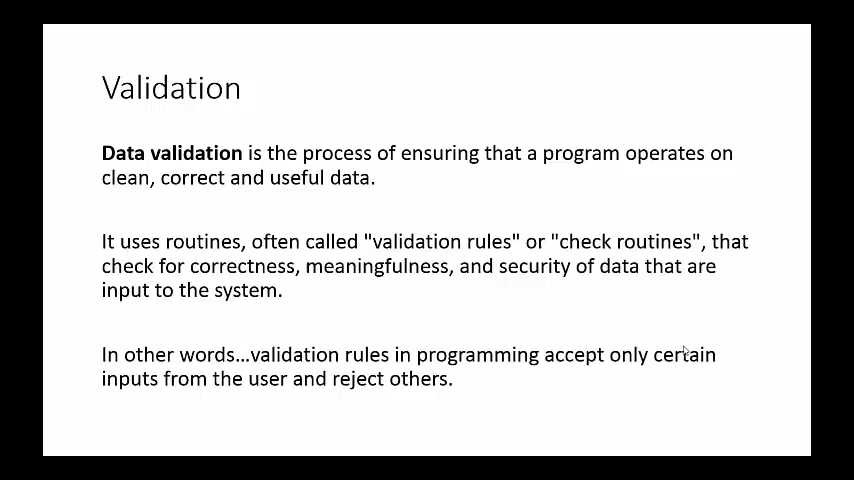 Validation
Data validation is the process of ensuring that a program operates on
clean, correct and useful data.
It uses routines, often called "validation rules" or "check routines", that
check for correctness, meaningfulness, and security of data that are
input to the system.
In other words…validation rules in programming accept only certain
inputs from the user and reject others.